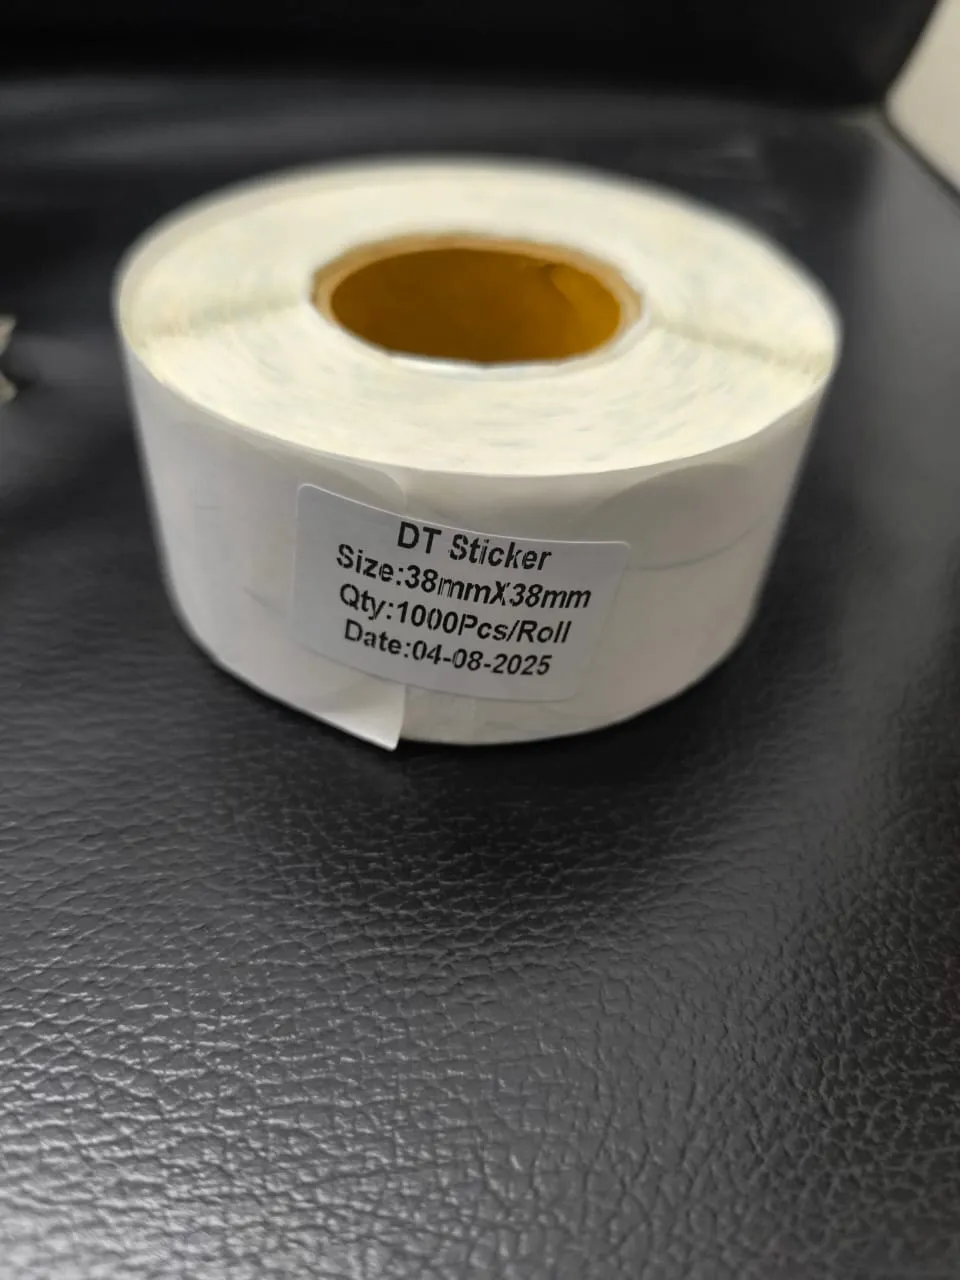 DT Sticker
Size:38mmX38mm
Qty:1000Pcs/Roll
Date:04-08-2025